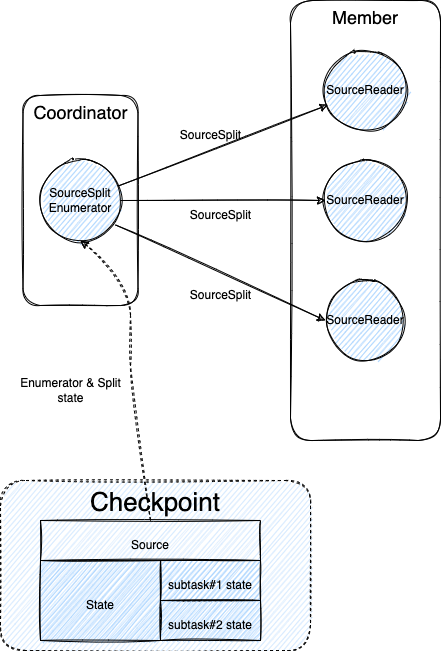 Member
SourceReader
Coordinator
SourceSplit
SourceSplit
Enumerator
SourceReader
SourceSplit
SourceSplit
SourceReader
Enumerator & Split
state
Checkpoint
Source
State
subtask#1 state
subtask#2 state